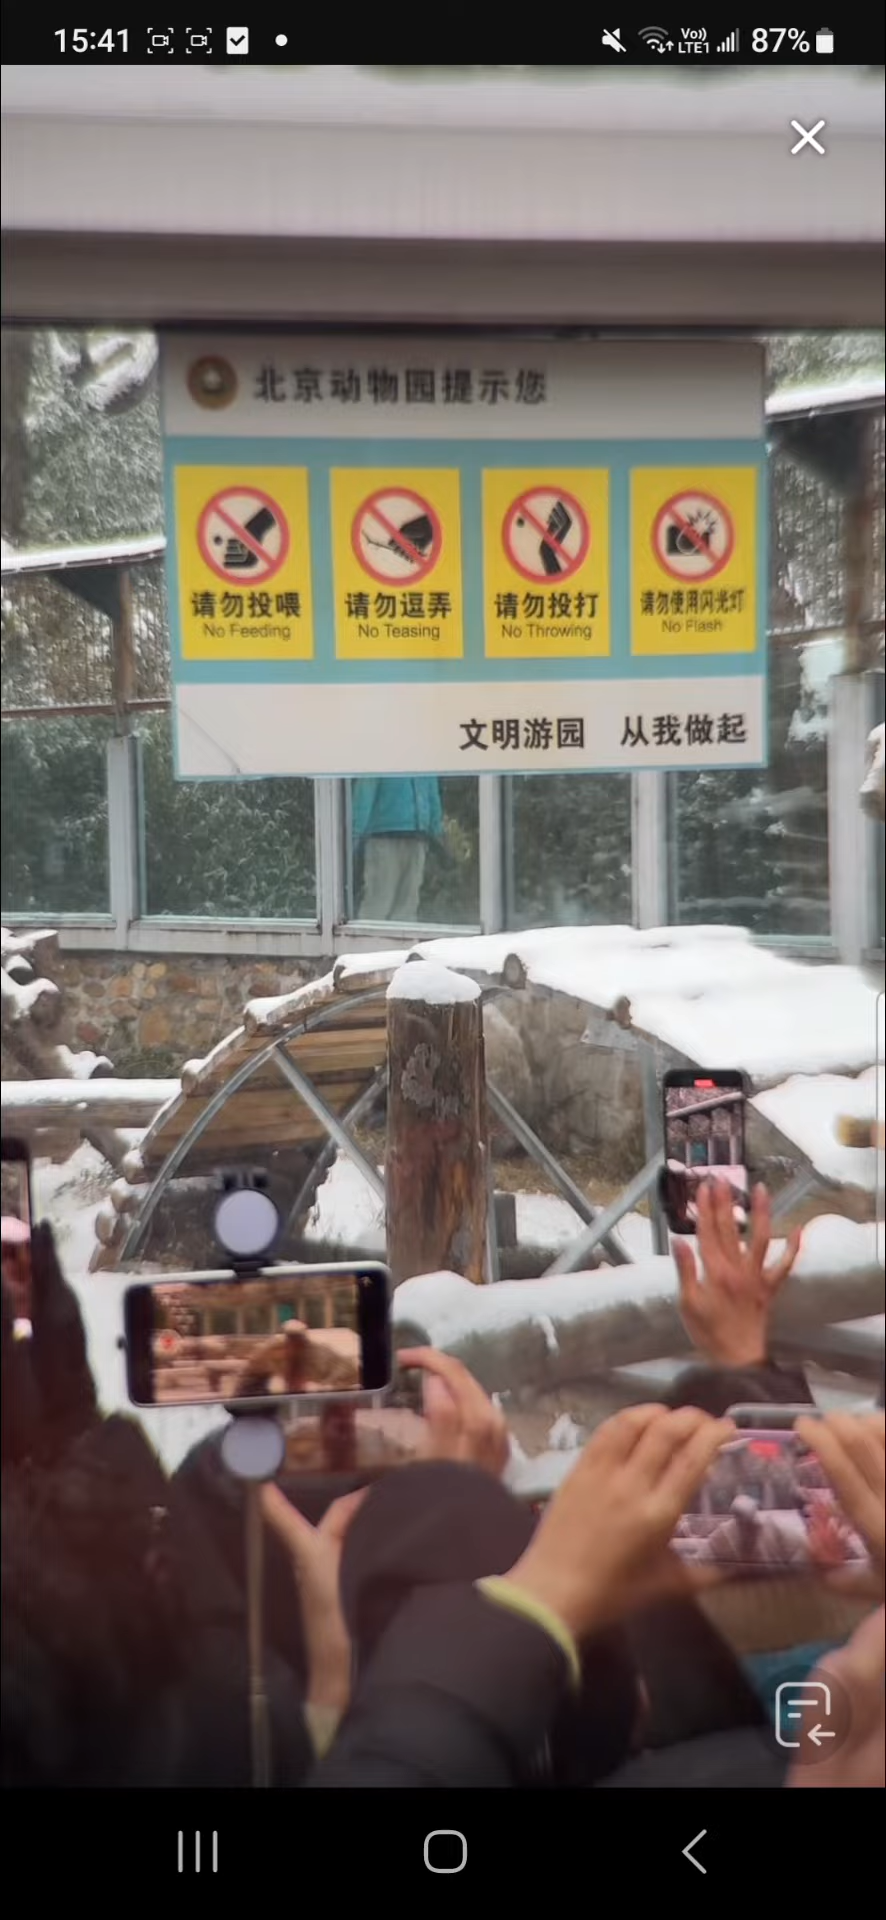 15:41
Vo)) LTE1 87%
北京动物园提示您
请勿投喂
No Feeding
请勿逗弄
No Teasing
请勿投打
No Throwing
请勿使用闪光灯
No Flash
文明游园 从我做起